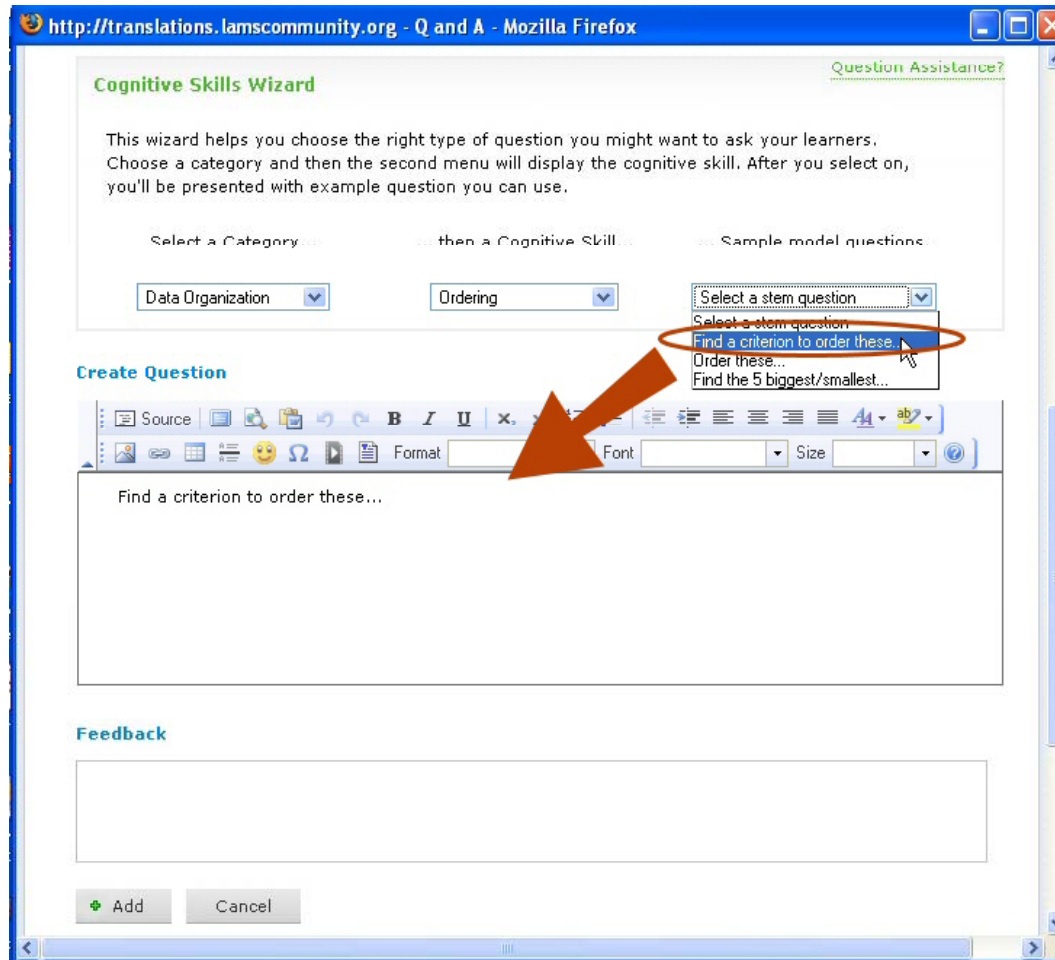 http://translations.lamscommunity.org - Q and A - Mozilla Firefox
Question Assistance?
Cognitive Skills Wizard
This wizard helps you choose the right type of question you might want to ask your learners.
Choose a category and then the second menu will display the cognitive skill. After you select on,
you'll be presented with example question you can use.
Select a Category... ... then a Cognitive Skill... ... Sample model questions
Data Organization Ordering Select a stem question
Select a stem question
Find a criterion to order these...
Order these...
Find the 5 biggest/smallest...
Create Question
Source B I U
Format Font Size
Find a criterion to order these...
Feedback
Add Cancel